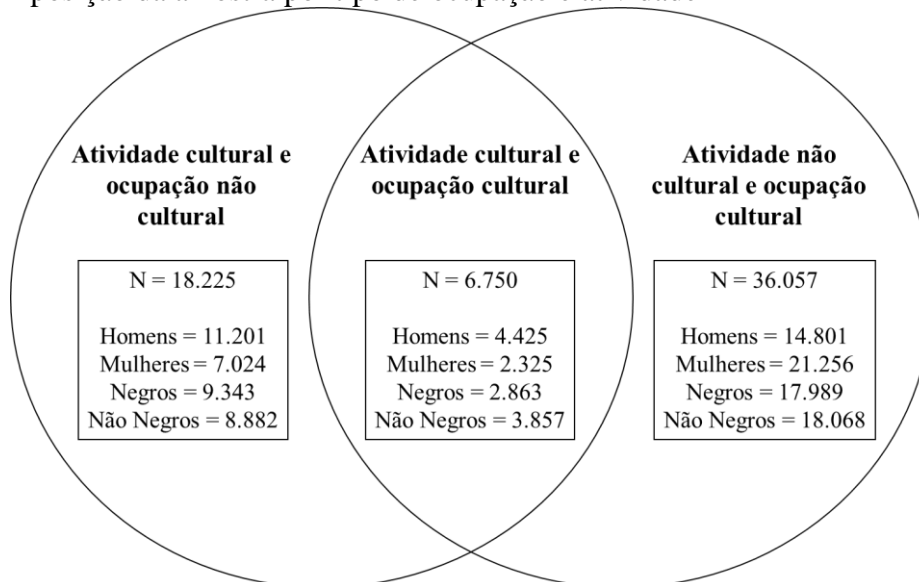 Atividade cultural e
ocupação não
cultural
N = 18.225
Homens = 11.201
Mulheres = 7.024
Negros = 9.343
Não Negros = 8.882
Atividade cultural e
ocupação cultural
N = 6.750
Homens = 4.425
Mulheres = 2.325
Negros = 2.863
Não Negros = 3.857
Atividade não
cultural e ocupação
cultural
N = 36.057
Homens = 14.801
Mulheres = 21.256
Negros = 17.989
Não Negros = 18.068